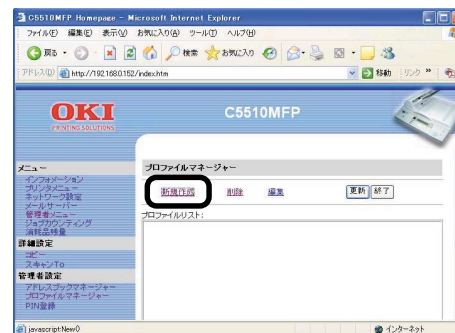 C5510MFP Homepage - Microsoft Internet Explorer
ファイル(F) 編集(E) 表示(V) お気に入り(A) ツール(T) ヘルプ(H)
戻る 検索 お気に入り
アドレス(D) http://192.168.0.152/index.htm 移動 リンク »
OKI
PRINTING SOLUTIONS
C5510MFP
メニュー
インフォメーション
プリンタメニュー
ネットワーク設定
メールサーバー
管理者メニュー
ジョブカウンティング
消耗品残量
詳細設定
コピー
スキャンTo
管理者設定
アドレスブックマネージャー
プロファイルマネージャー
PIN登録
プロファイルマネージャー
新規作成 削除 編集 更新 終了
プロファイルリスト:
javascript:New() インターネット